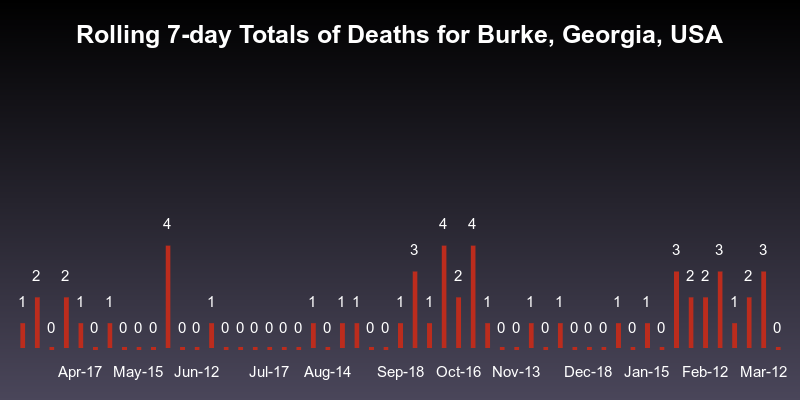 Rolling 7-day Totals of Deaths for Burke, Georgia, USA
1 2 0 2 1 0 1 0 0 0 4 0 0 1 0 0 0 0 0 0 1 0 1 1 0 0 1 3 1 4 2 4 1 0 0 1 0 1 0 0 0 1 0 1 0 3 2 2 3 1 2 3 0
Apr-17 May-15 Jun-12 Jul-17 Aug-14 Sep-18 Oct-16 Nov-13 Dec-18 Jan-15 Feb-12 Mar-12